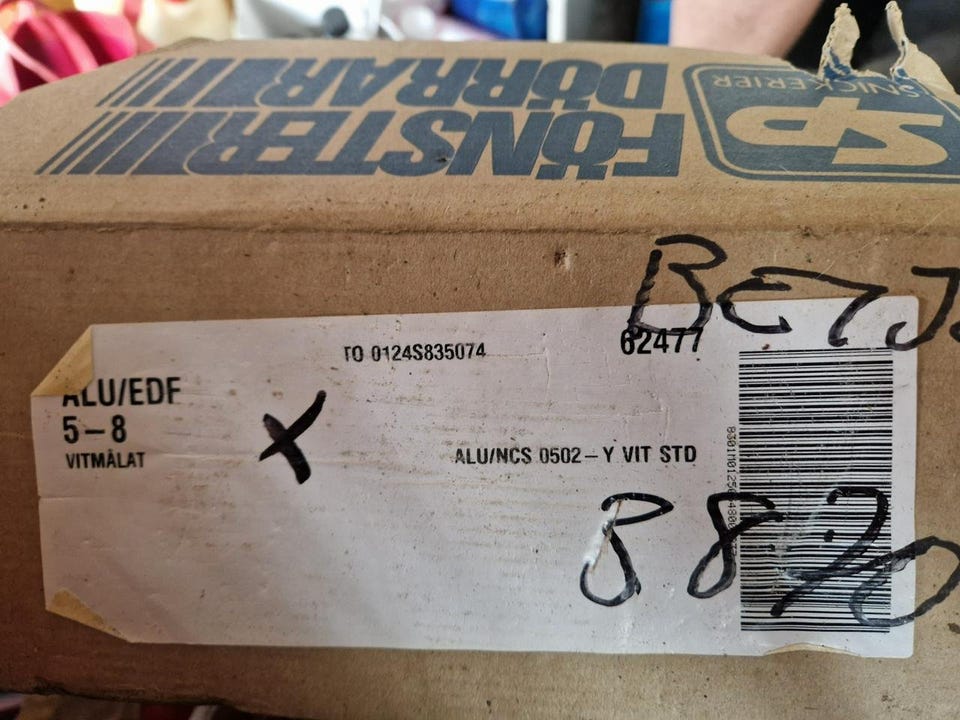 FÖNSTER
DÖRRAR
SP
SNICKERIER
TO 0124S835074
62477
ALU/EDF
5-8
VITMÅLAT
ALU/NCS 0502-Y VIT STD
X